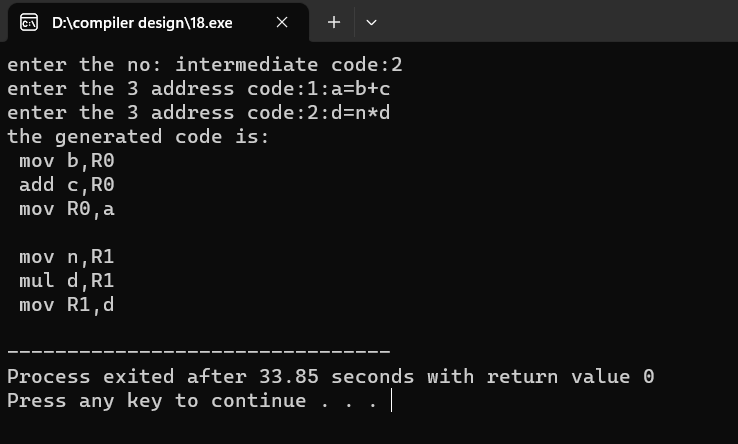 D:\compiler design\18.exe
enter the no: intermediate code:2
enter the 3 address code:1:a=b+c
enter the 3 address code:2:d=n*d
the generated code is:
mov b,R0
add c,R0
mov R0,a
mov n,R1
mul d,R1
mov R1,d
--------------------------------
Process exited after 33.85 seconds with return value 0
Press any key to continue . . .